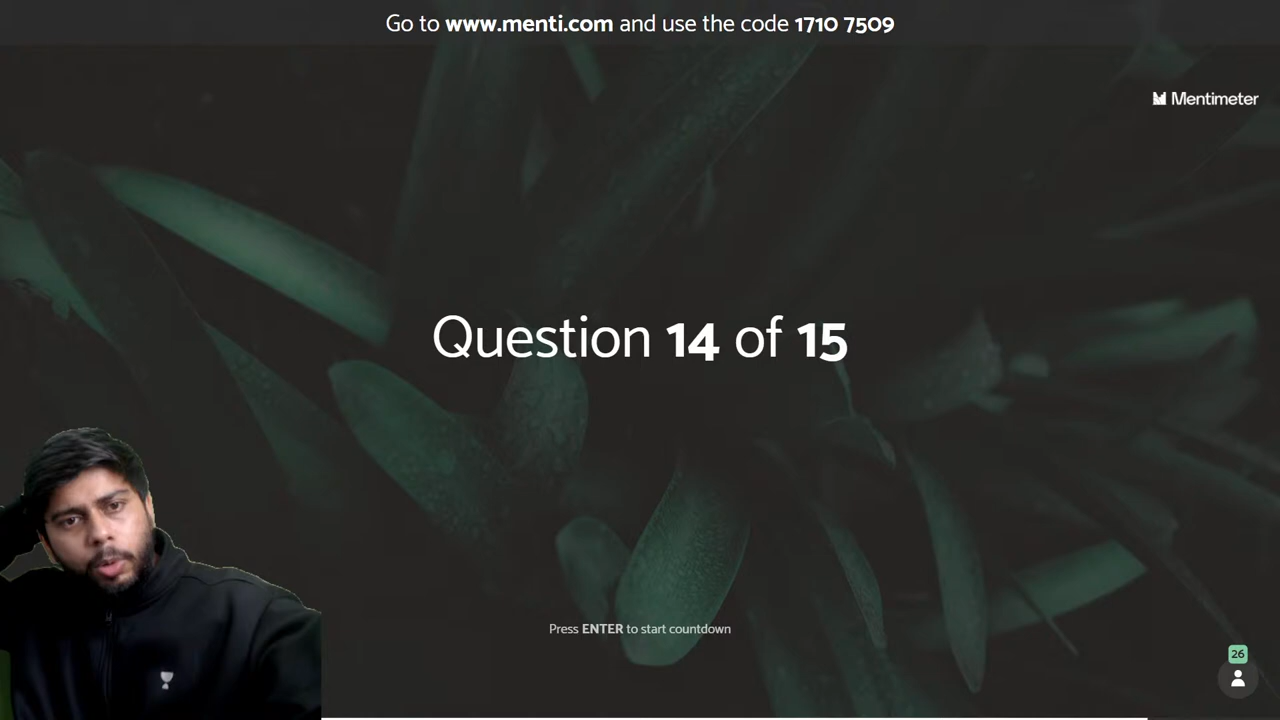 Go to www.menti.com and use the code 1710 7509
Mentimeter
Question 14 of 15
Press ENTER to start countdown
26